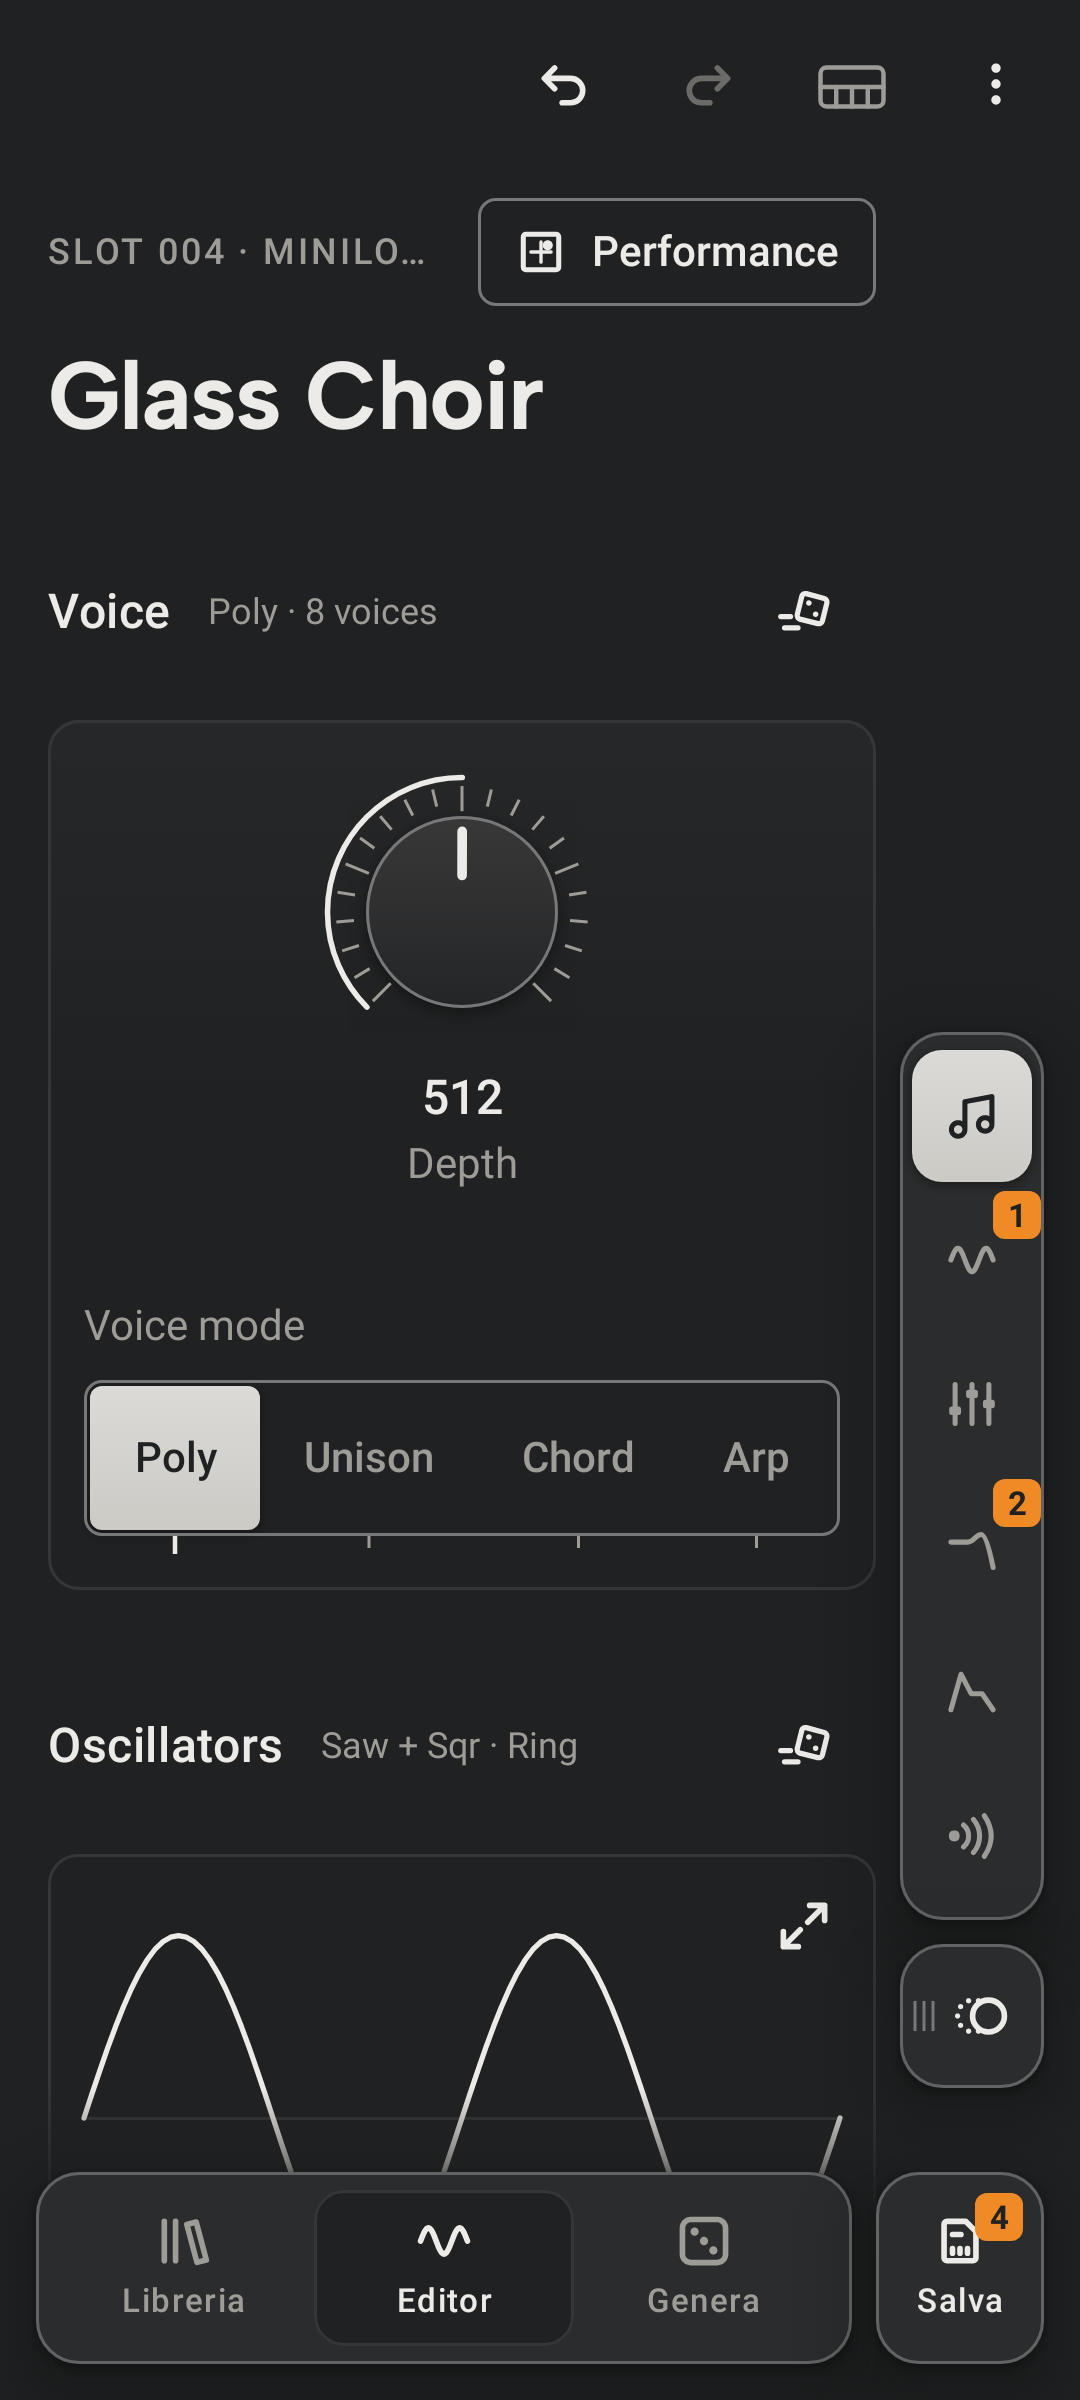 SLOT 004 · MINILO…
Performance
Glass Choir
Voice
Poly · 8 voices
512
Depth
1
Voice mode
Poly
Unison
Chord
Arp
2
Oscillators
Saw + Sqr · Ring
Libreria
Editor
Genera
4
Salva